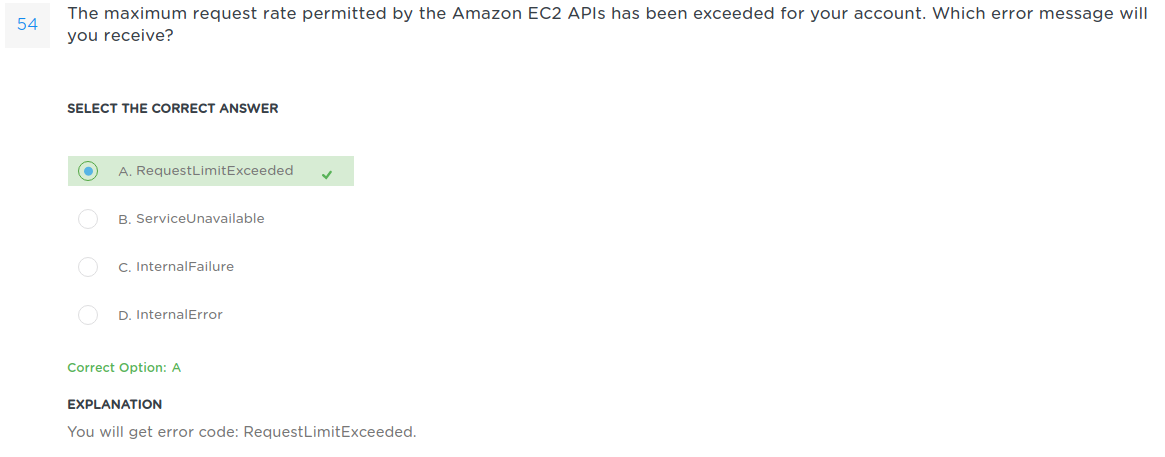 54
The maximum request rate permitted by the Amazon EC2 APIs has been exceeded for your account. Which error message will
you receive?
SELECT THE CORRECT ANSWER
A. RequestLimitExceeded
B. ServiceUnavailable
C. InternalFailure
D. InternalError
Correct Option: A
EXPLANATION
You will get error code: RequestLimitExceeded.